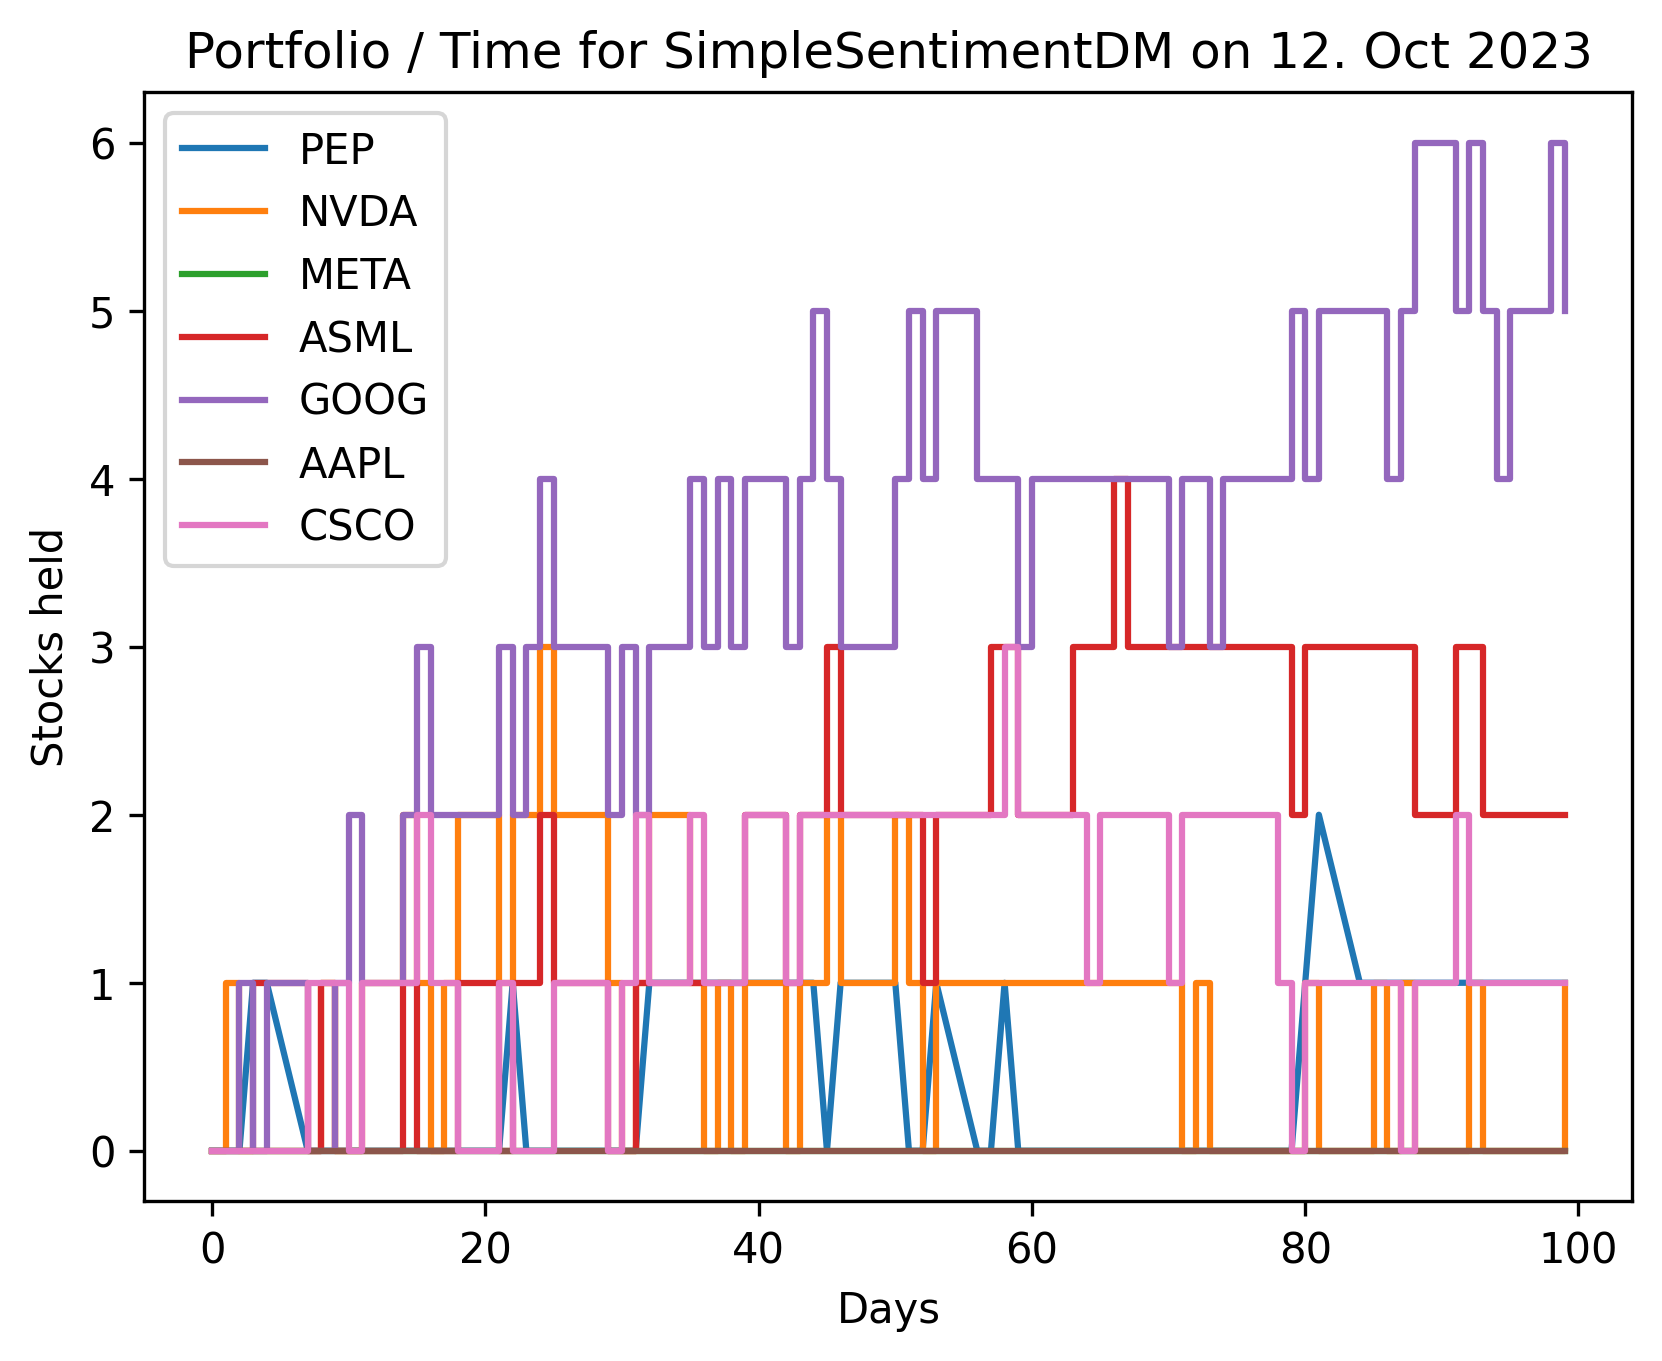 Portfolio / Time for SimpleSentimentDM on 12. Oct 2023
PEP
NVDA
META
ASML
GOOG
AAPL
CSCO
Stocks held
6
5
4
3
2
1
0
0 20 40 60 80 100
Days